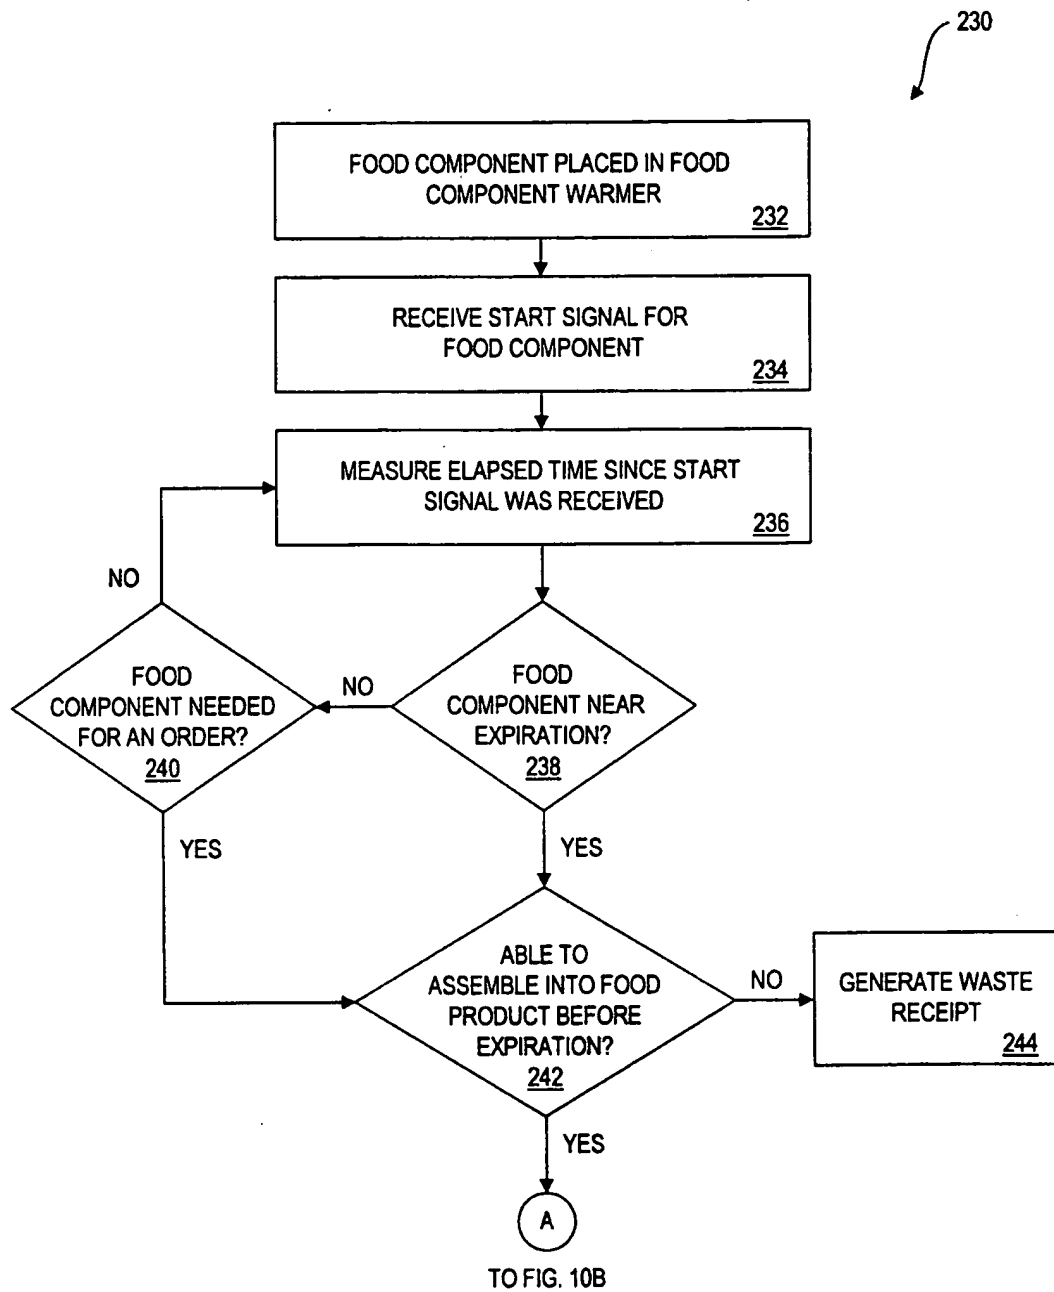 230
FOOD COMPONENT PLACED IN FOOD
COMPONENT WARMER
232
RECEIVE START SIGNAL FOR
FOOD COMPONENT
234
MEASURE ELAPSED TIME SINCE START
SIGNAL WAS RECEIVED
236
NO
FOOD
COMPONENT NEEDED
FOR AN ORDER?
240
NO
FOOD
COMPONENT NEAR
EXPIRATION?
238
YES
YES
ABLE TO
ASSEMBLE INTO FOOD
PRODUCT BEFORE
EXPIRATION?
242
NO
GENERATE WASTE
RECEIPT
244
YES
A
TO FIG. 10B